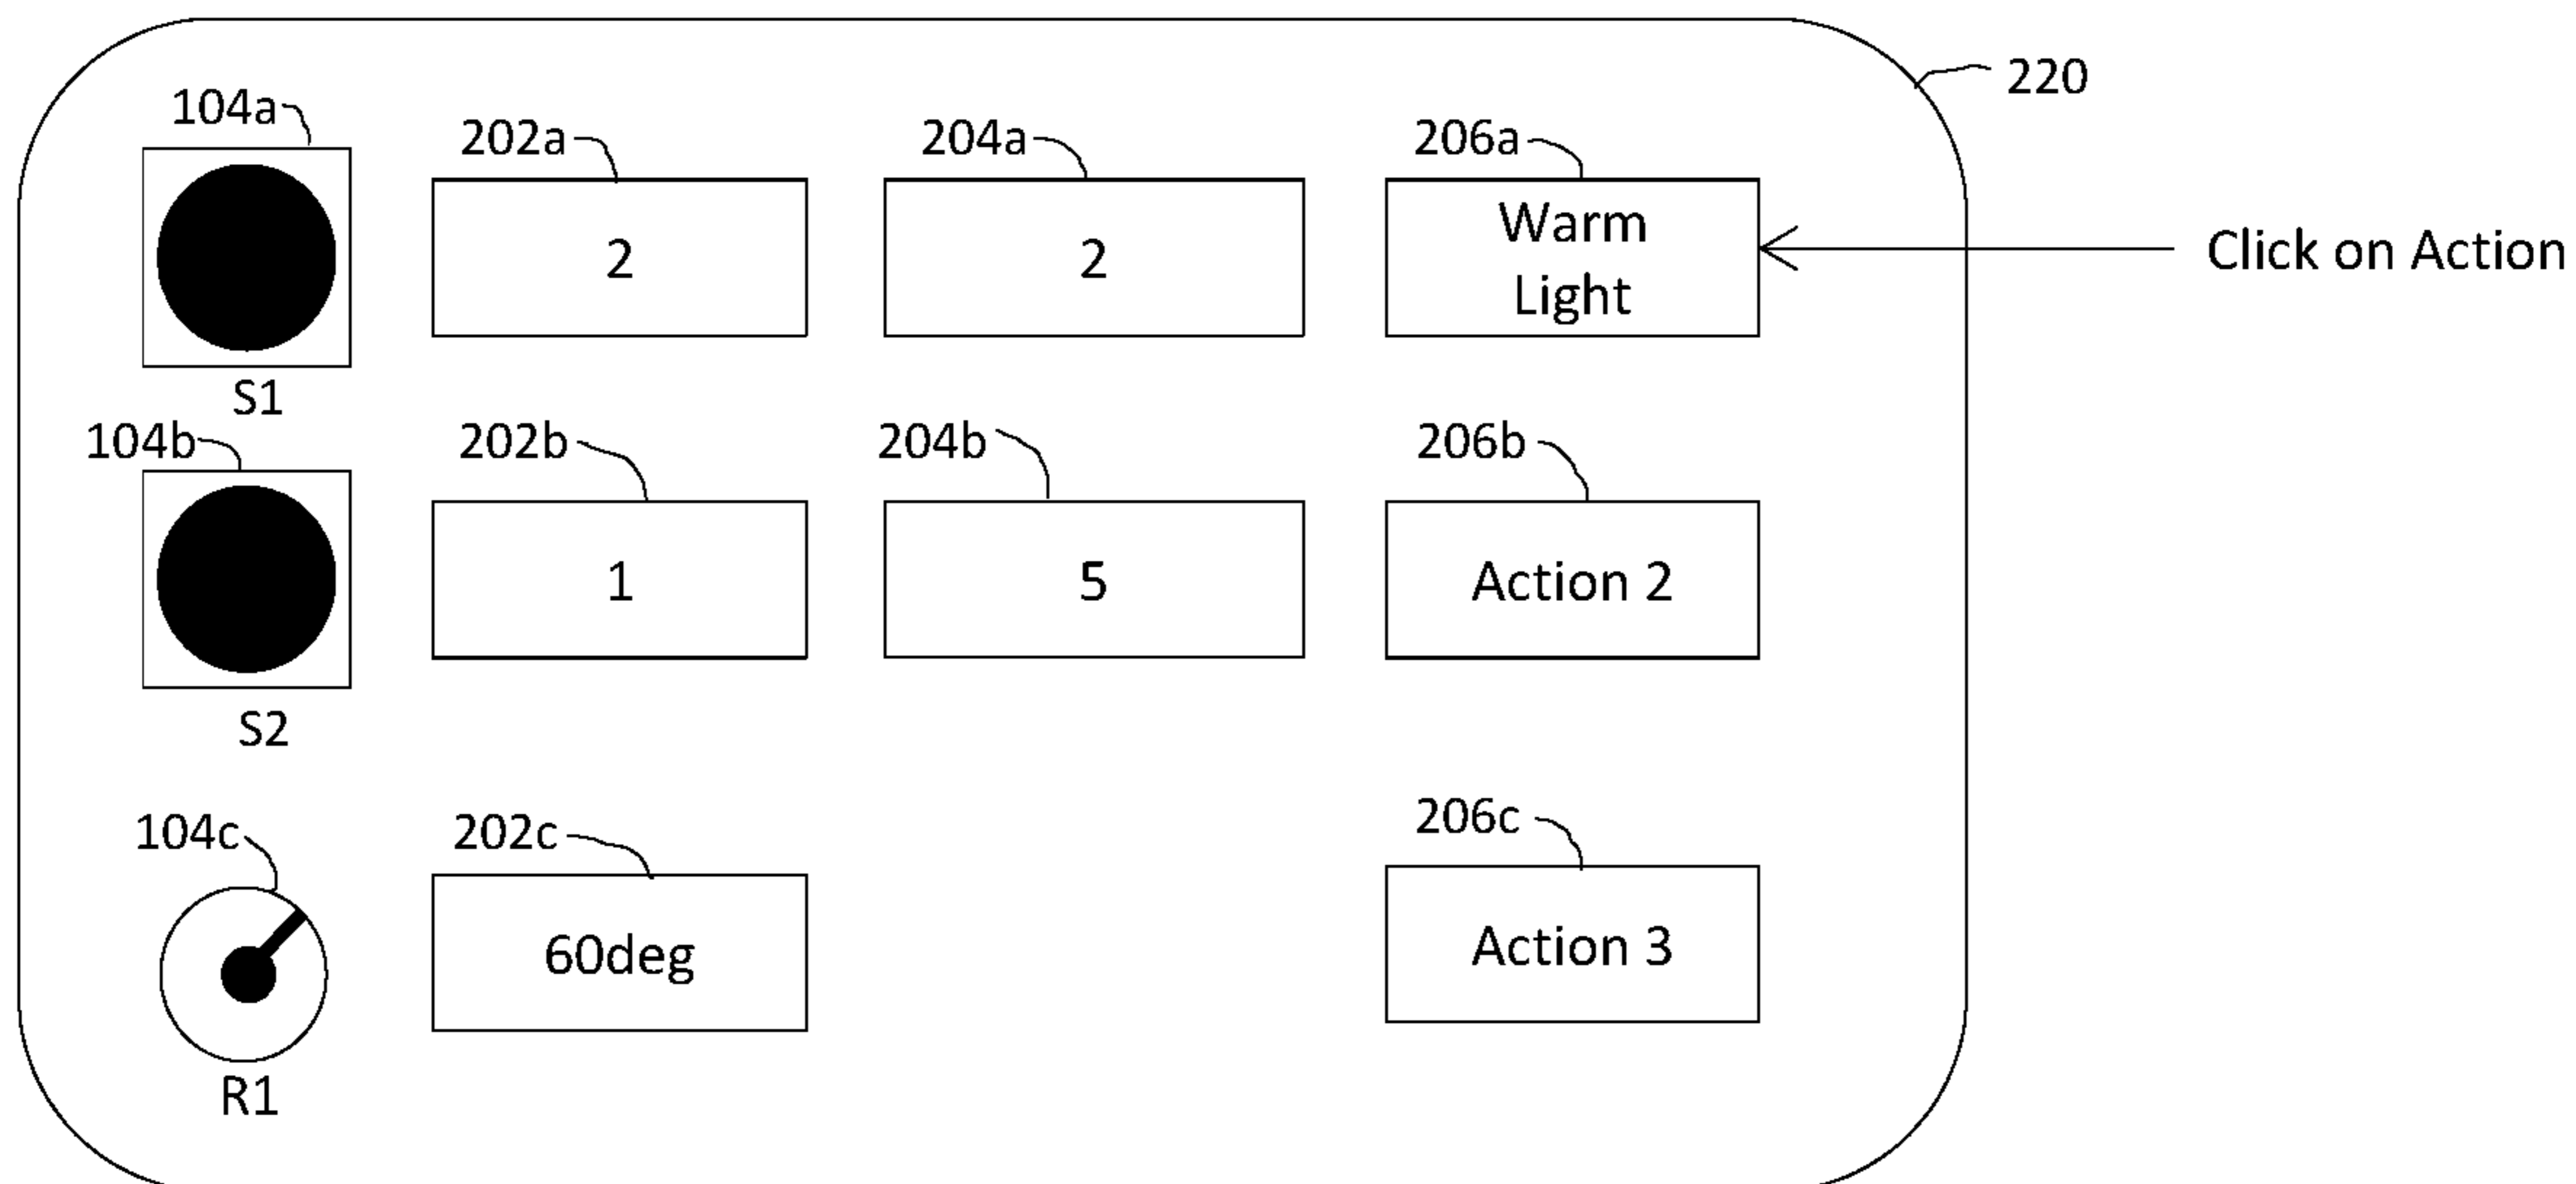 220
104a
202a
204a
206a
2
2
Warm
Light
Click on Action
S1
104b
202b
204b
206b
1
5
Action 2
S2
104c
202c
206c
60deg
Action 3
R1